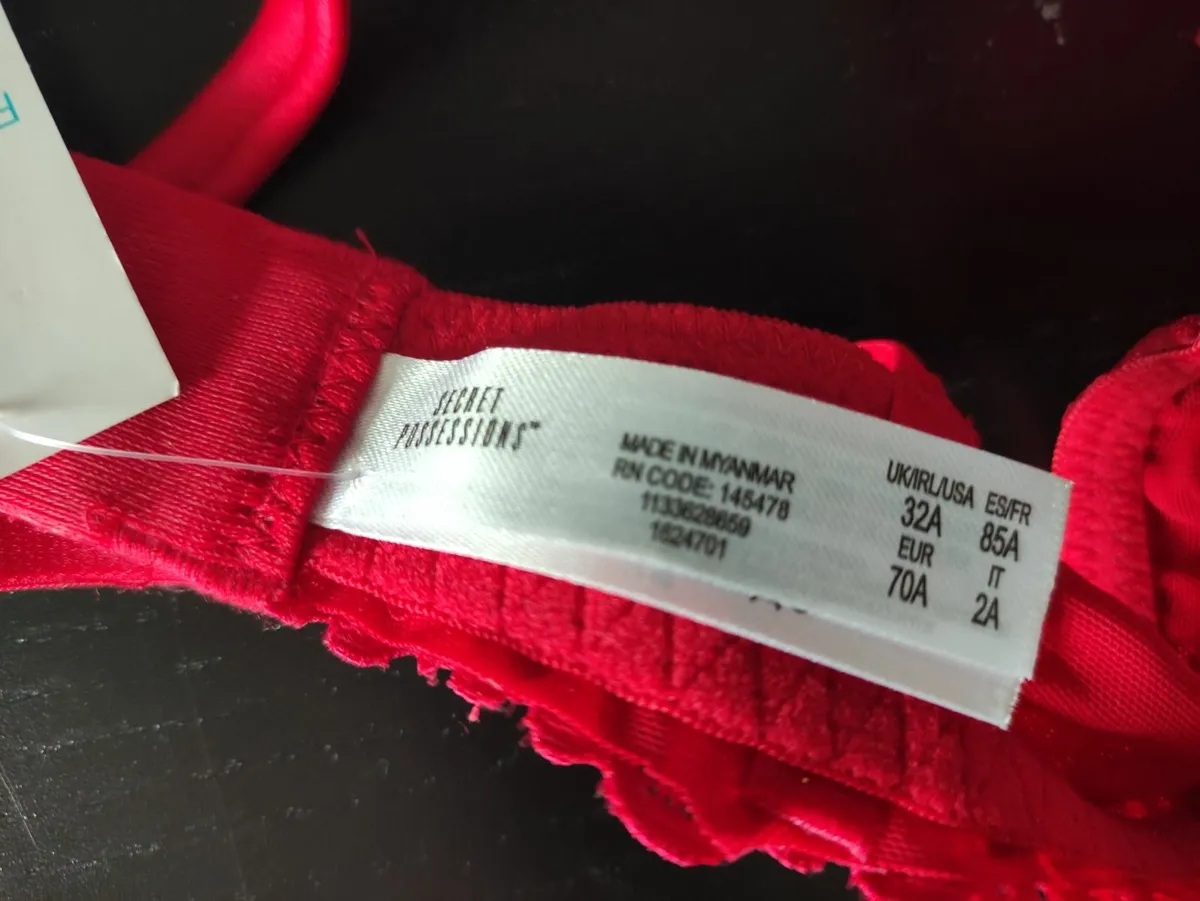 SECRET
POSSESSIONS™
MADE IN MYANMAR
RN CODE: 145478
1133628659
1624701
UK/IRL/USA ES/FR
32A 85A
EUR IT
70A 2A